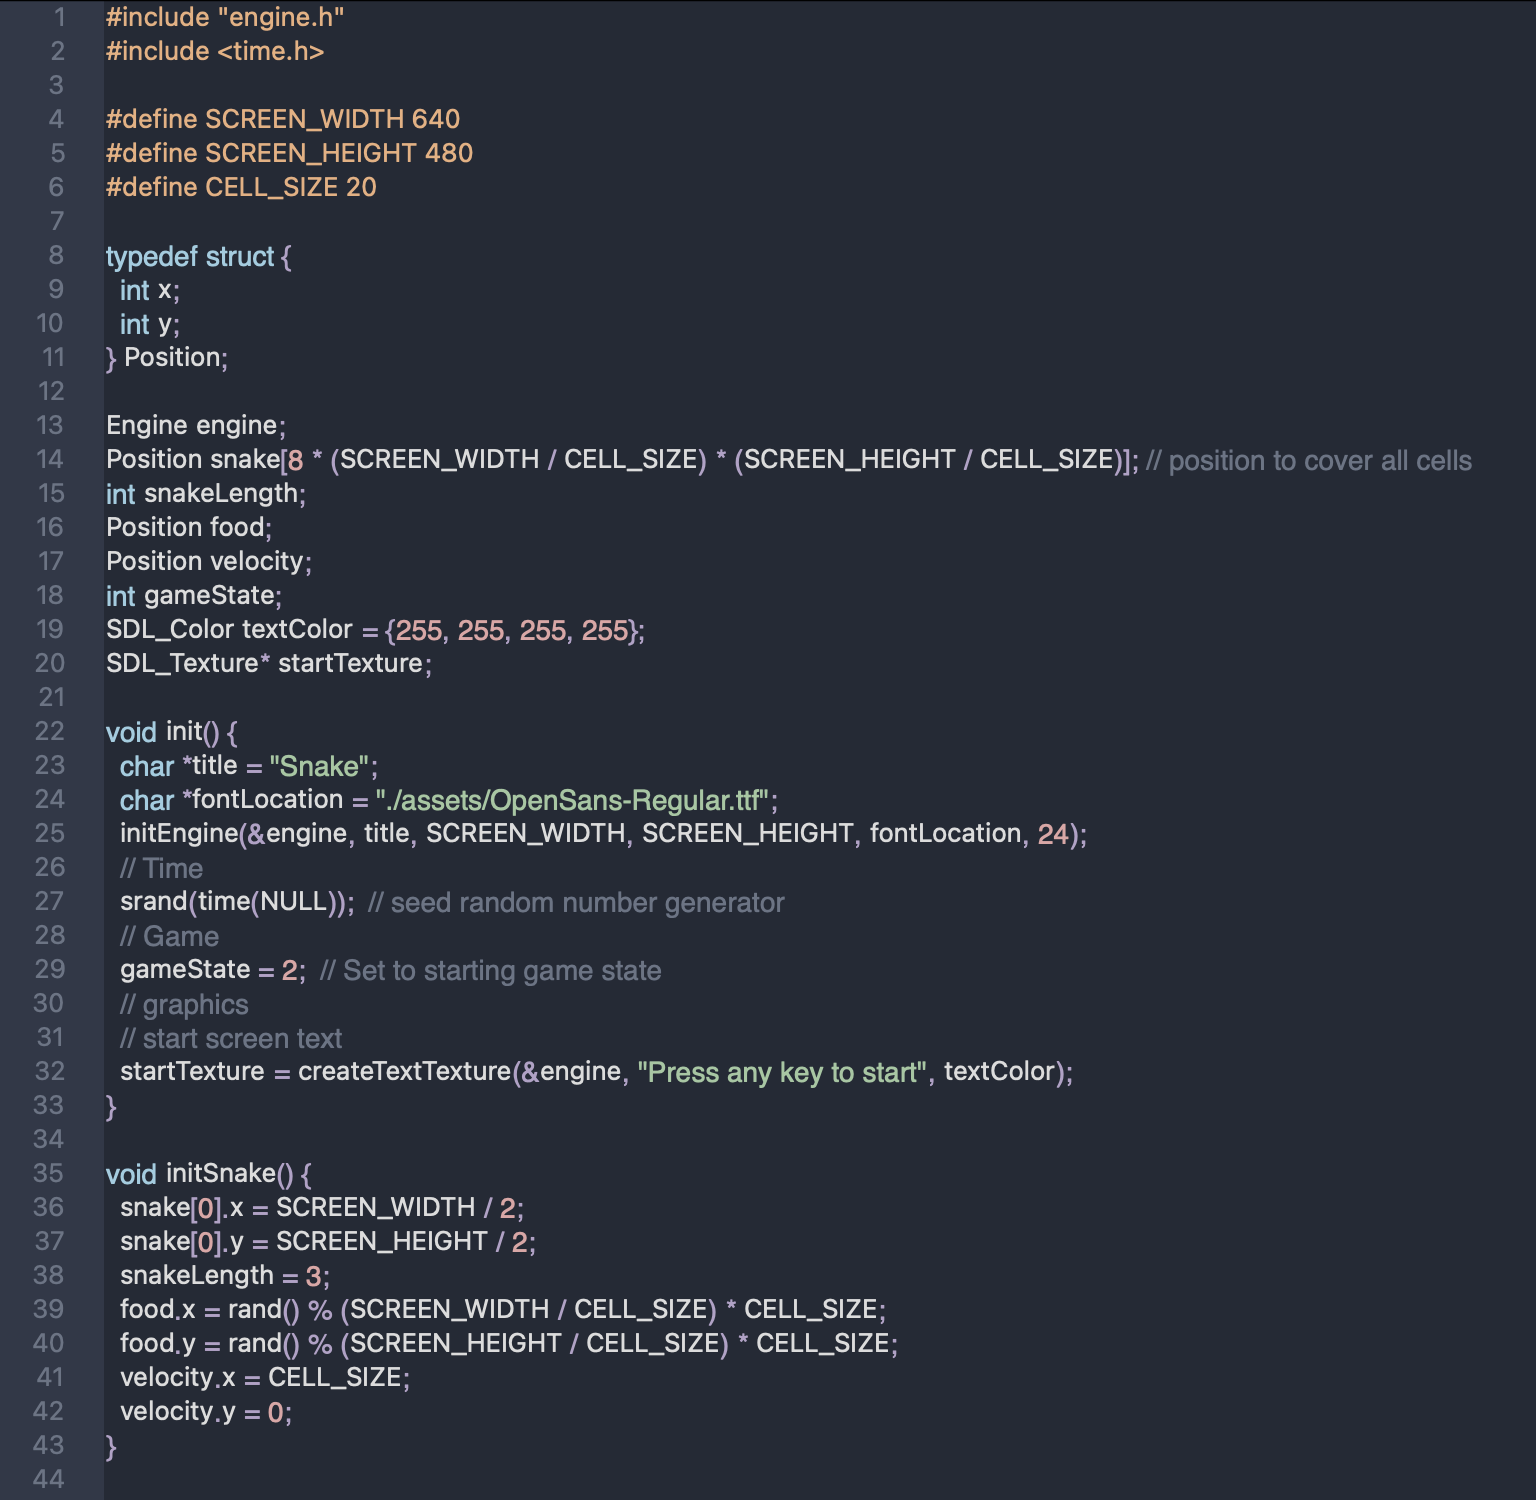 1 #include "engine.h"
2 #include <time.h>
3
4 #define SCREEN_WIDTH 640
5 #define SCREEN_HEIGHT 480
6 #define CELL_SIZE 20
7
8 typedef struct {
9 int x;
10 int y;
11 } Position;
12
13 Engine engine;
14 Position snake[8 * (SCREEN_WIDTH / CELL_SIZE) * (SCREEN_HEIGHT / CELL_SIZE)]; // position to cover all cells
15 int snakeLength;
16 Position food;
17 Position velocity;
18 int gameState;
19 SDL_Color textColor = {255, 255, 255, 255};
20 SDL_Texture* startTexture;
21
22 void init() {
23 char *title = "Snake";
24 char *fontLocation = "./assets/OpenSans-Regular.ttf";
25 initEngine(&engine, title, SCREEN_WIDTH, SCREEN_HEIGHT, fontLocation, 24);
26 // Time
27 srand(time(NULL)); // seed random number generator
28 // Game
29 gameState = 2; // Set to starting game state
30 // graphics
31 // start screen text
32 startTexture = createTextTexture(&engine, "Press any key to start", textColor);
33 }
34
35 void initSnake() {
36 snake[0].x = SCREEN_WIDTH / 2;
37 snake[0].y = SCREEN_HEIGHT / 2;
38 snakeLength = 3;
39 food.x = rand() % (SCREEN_WIDTH / CELL_SIZE) * CELL_SIZE;
40 food.y = rand() % (SCREEN_HEIGHT / CELL_SIZE) * CELL_SIZE;
41 velocity.x = CELL_SIZE;
42 velocity.y = 0;
43 }
44